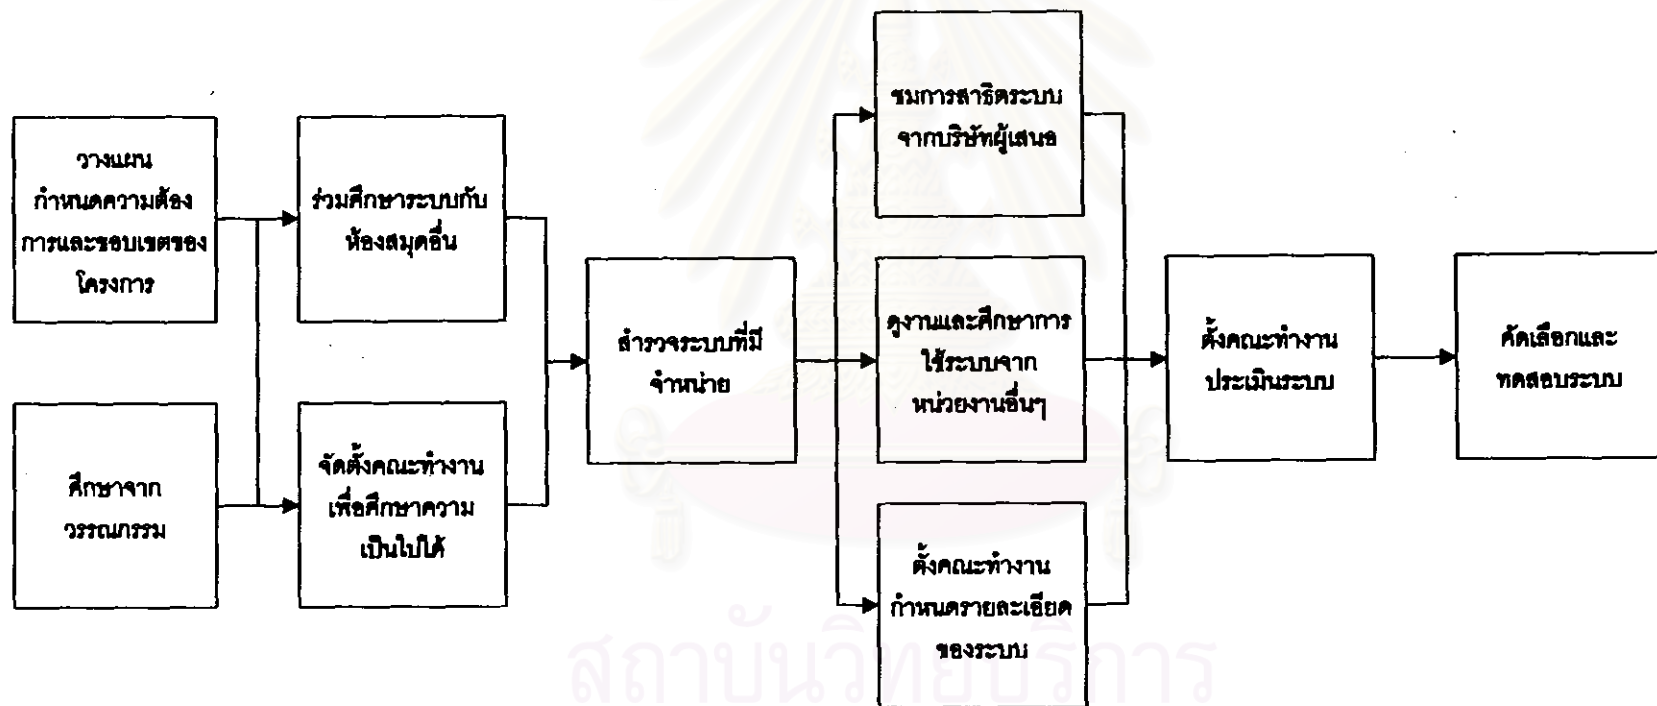 วางแผน
กำหนดความต้อง
การและขอบเขตของ
โครงการ
ศึกษาจาก
วรรณกรรม
ร่วมศึกษาระบบกับ
ห้องสมุดอื่น
จัดตั้งคณะทำงาน
เพื่อศึกษาความ
เป็นไปได้
สำรวจระบบที่มี
จำหน่าย
ชมการสาธิตระบบ
จากบริษัทผู้เสนอ
ดูงานและศึกษาการ
ใช้ระบบจาก
หน่วยงานอื่นๆ
ตั้งคณะทำงาน
กำหนดรายละเอียด
ของระบบ
ตั้งคณะทำงาน
ประเมินระบบ
คัดเลือกและ
ทดสอบระบบ
สถาบันวิทยบริการ